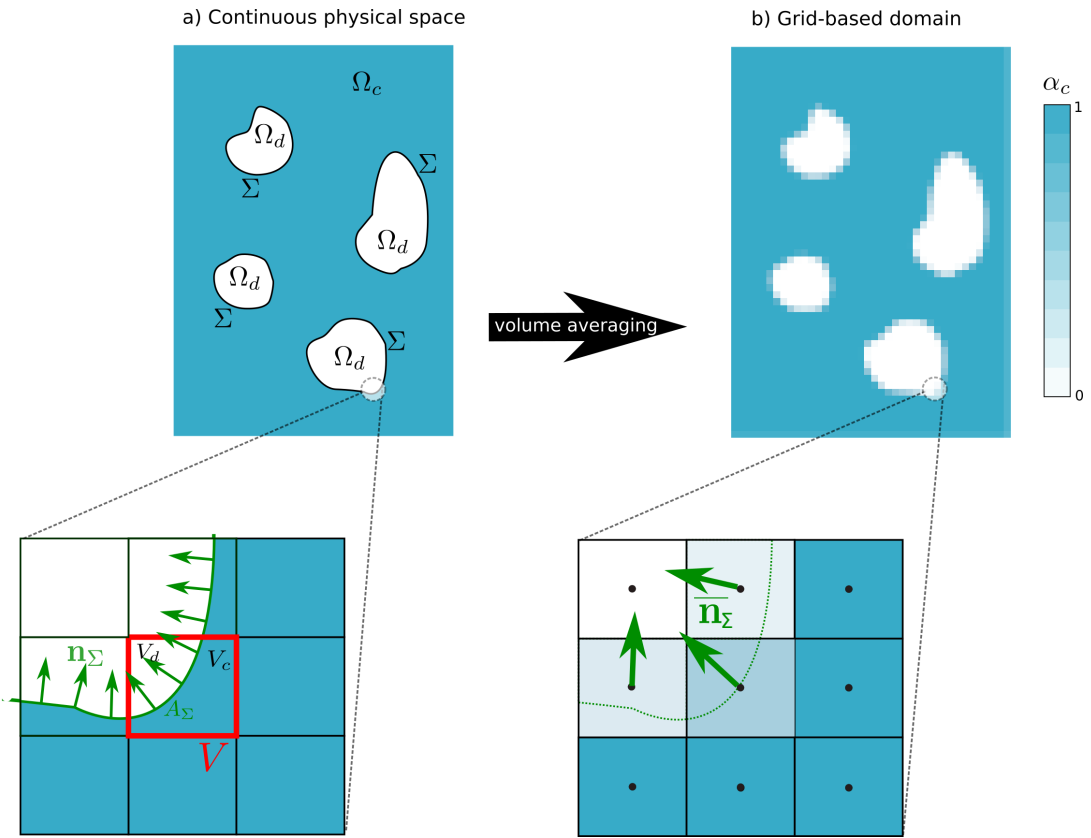 a) Continuous physical space
b) Grid-based domain
Ω_c
α_c
1
Ω_d
Σ
Σ
Ω_d
Ω_d
Σ
volume averaging
Σ
Ω_d
0
V_d
n_Σ
V_c
A_Σ
V
n̅_Σ